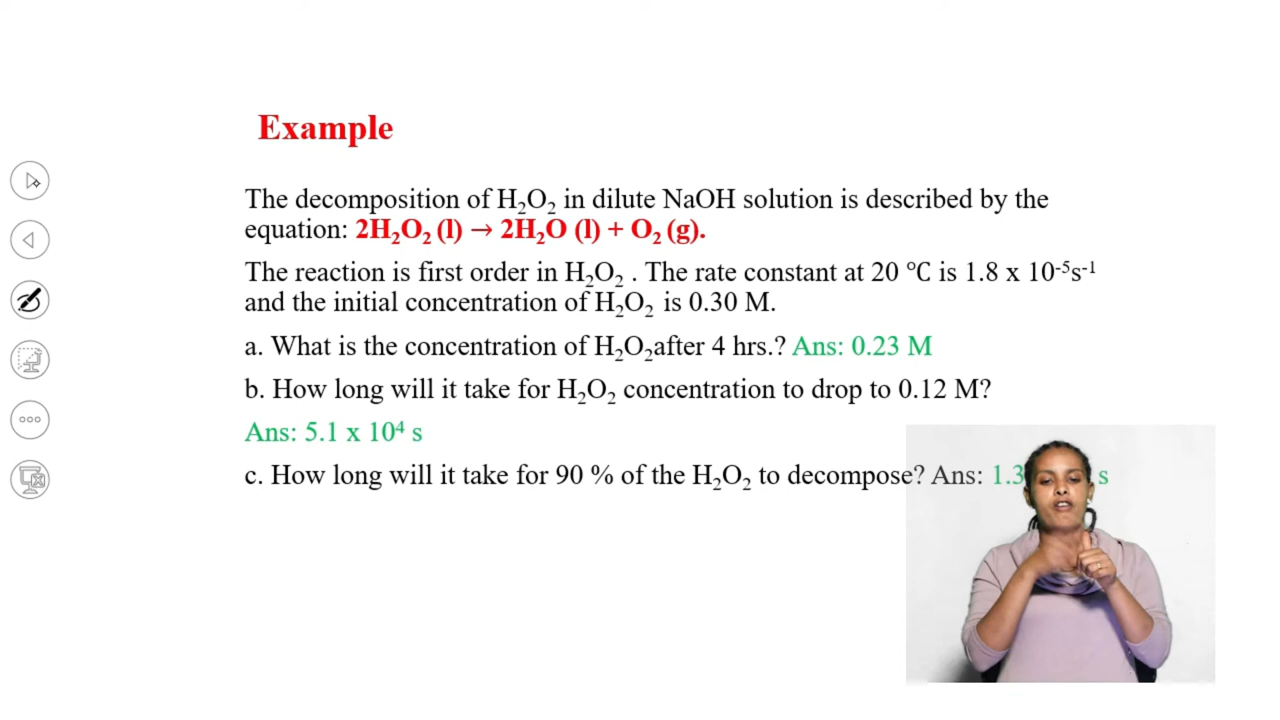 Example
The decomposition of H₂O₂ in dilute NaOH solution is described by the
equation: 2H₂O₂ (l) → 2H₂O (l) + O₂ (g).
The reaction is first order in H₂O₂ . The rate constant at 20 °C is 1.8 x 10⁻⁵s⁻¹
and the initial concentration of H₂O₂ is 0.30 M.
a. What is the concentration of H₂O₂after 4 hrs.? Ans: 0.23 M
b. How long will it take for H₂O₂ concentration to drop to 0.12 M?
Ans: 5.1 x 10⁴ s
c. How long will it take for 90 % of the H₂O₂ to decompose? Ans: s